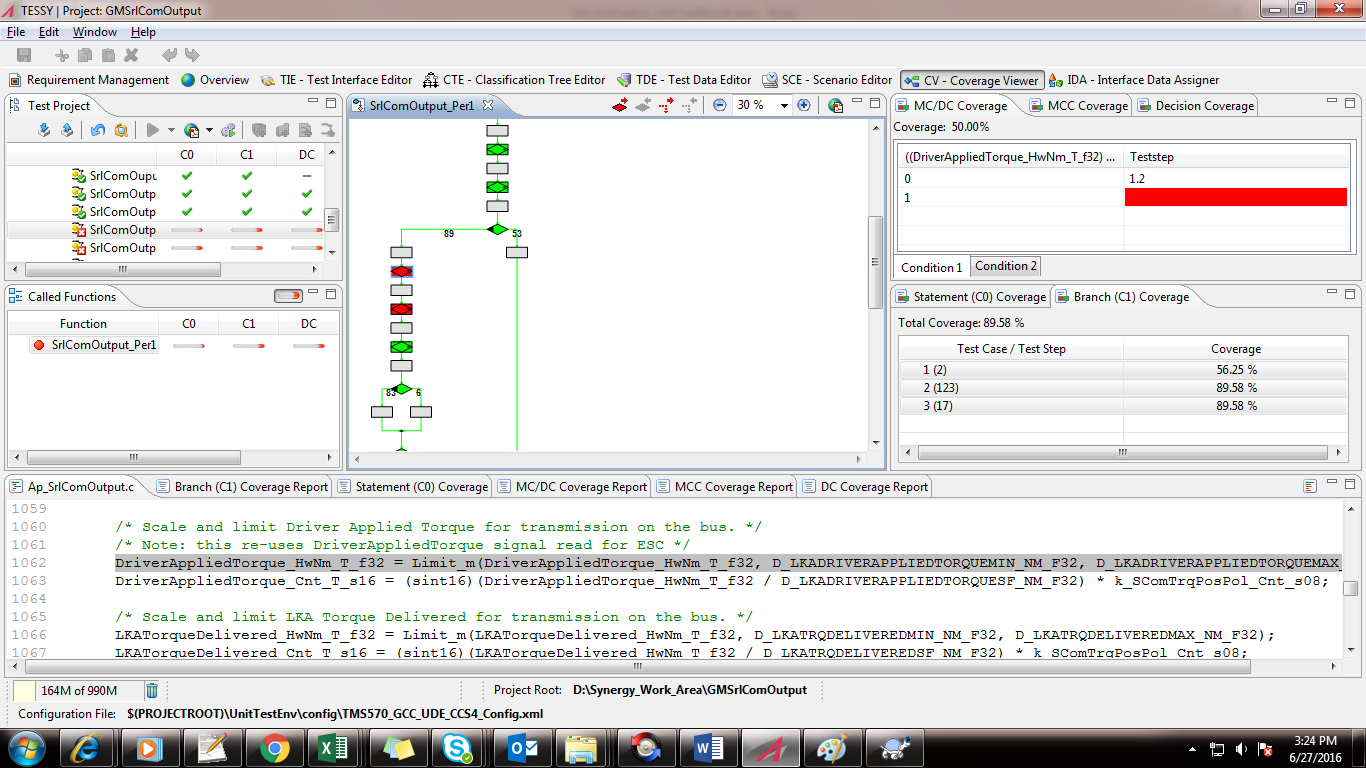 TESSY | Project: GMSrlComOutput
File Edit Window Help
Requirement Management Overview TIE - Test Interface Editor CTE - Classification Tree Editor TDE - Test Data Editor SCE - Scenario Editor CV - Coverage Viewer IDA - Interface Data Assigner
Test Project
C0 C1 DC
SrlComOupu
SrlComOutp
SrlComOutp
SrlComOutp
SrlComOutp
Called Functions
Function C0 C1 DC
SrlComOutput_Per1
SrlComOutput_Per1
30 %
89 53
83 6
MC/DC Coverage MCC Coverage Decision Coverage
Coverage: 50.00%
((DriverAppliedTorque_HwNm_T_f32) ... Teststep
0 1.2
1
Condition 1 Condition 2
Statement (C0) Coverage Branch (C1) Coverage
Total Coverage: 89.58 %
Test Case / Test Step Coverage
1 (2) 56.25 %
2 (123) 89.58 %
3 (17) 89.58 %
Ap_SrlComOutput.c Branch (C1) Coverage Report Statement (C0) Coverage MC/DC Coverage Report MCC Coverage Report DC Coverage Report
1059
1060 /* Scale and limit Driver Applied Torque for transmission on the bus. */
1061 /* Note: this re-uses DriverAppliedTorque signal read for ESC */
1062 DriverAppliedTorque_HwNm_T_f32 = Limit_m(DriverAppliedTorque_HwNm_T_f32, D_LKADRIVERAPPLIEDTORQUEMIN_NM_F32, D_LKADRIVERAPPLIEDTORQUEMAX_
1063 DriverAppliedTorque_Cnt_T_s16 = (sint16)(DriverAppliedTorque_HwNm_T_f32 / D_LKADRIVERAPPLIEDTORQUESF_NM_F32) * k_SComTrqPosPol_Cnt_s08;
1064
1065 /* Scale and limit LKA Torque Delivered for transmission on the bus. */
1066 LKATorqueDelivered_HwNm_T_f32 = Limit_m(LKATorqueDelivered_HwNm_T_f32, D_LKATRQDELIVEREDMIN_NM_F32, D_LKATRQDELIVEREDMAX_NM_F32);
1067 LKATorqueDelivered_Cnt_T_s16 = (sint16)(LKATorqueDelivered_HwNm_T_f32 / D_LKATRQDELIVEREDSF_NM_F32) * k_SComTrqPosPol_Cnt_s08;
164M of 990M Project Root: D:\Synergy_Work_Area\GMSrlComOutput
Configuration File: $(PROJECTROOT)\UnitTestEnv\config\TMS570_GCC_UDE_CCS4_Config.xml
3:24 PM
6/27/2016